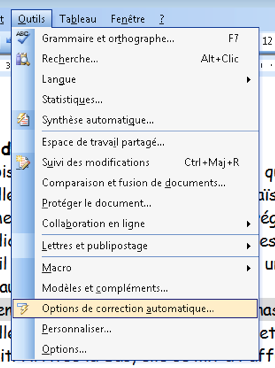 Outils Tableau Fenêtre ?
Grammaire et orthographe... F7
Recherche... Alt+Clic
12
Langue
3
Statistiques...
Synthèse automatique...
Espace de travail partagé...
Suivi des modifications Ctrl+Maj+R
Comparaison et fusion de documents...
Protéger le document...
Collaboration en ligne
Lettres et publipostage
Macro
Modèles et compléments...
Options de correction automatique...
Personnaliser...
Options...